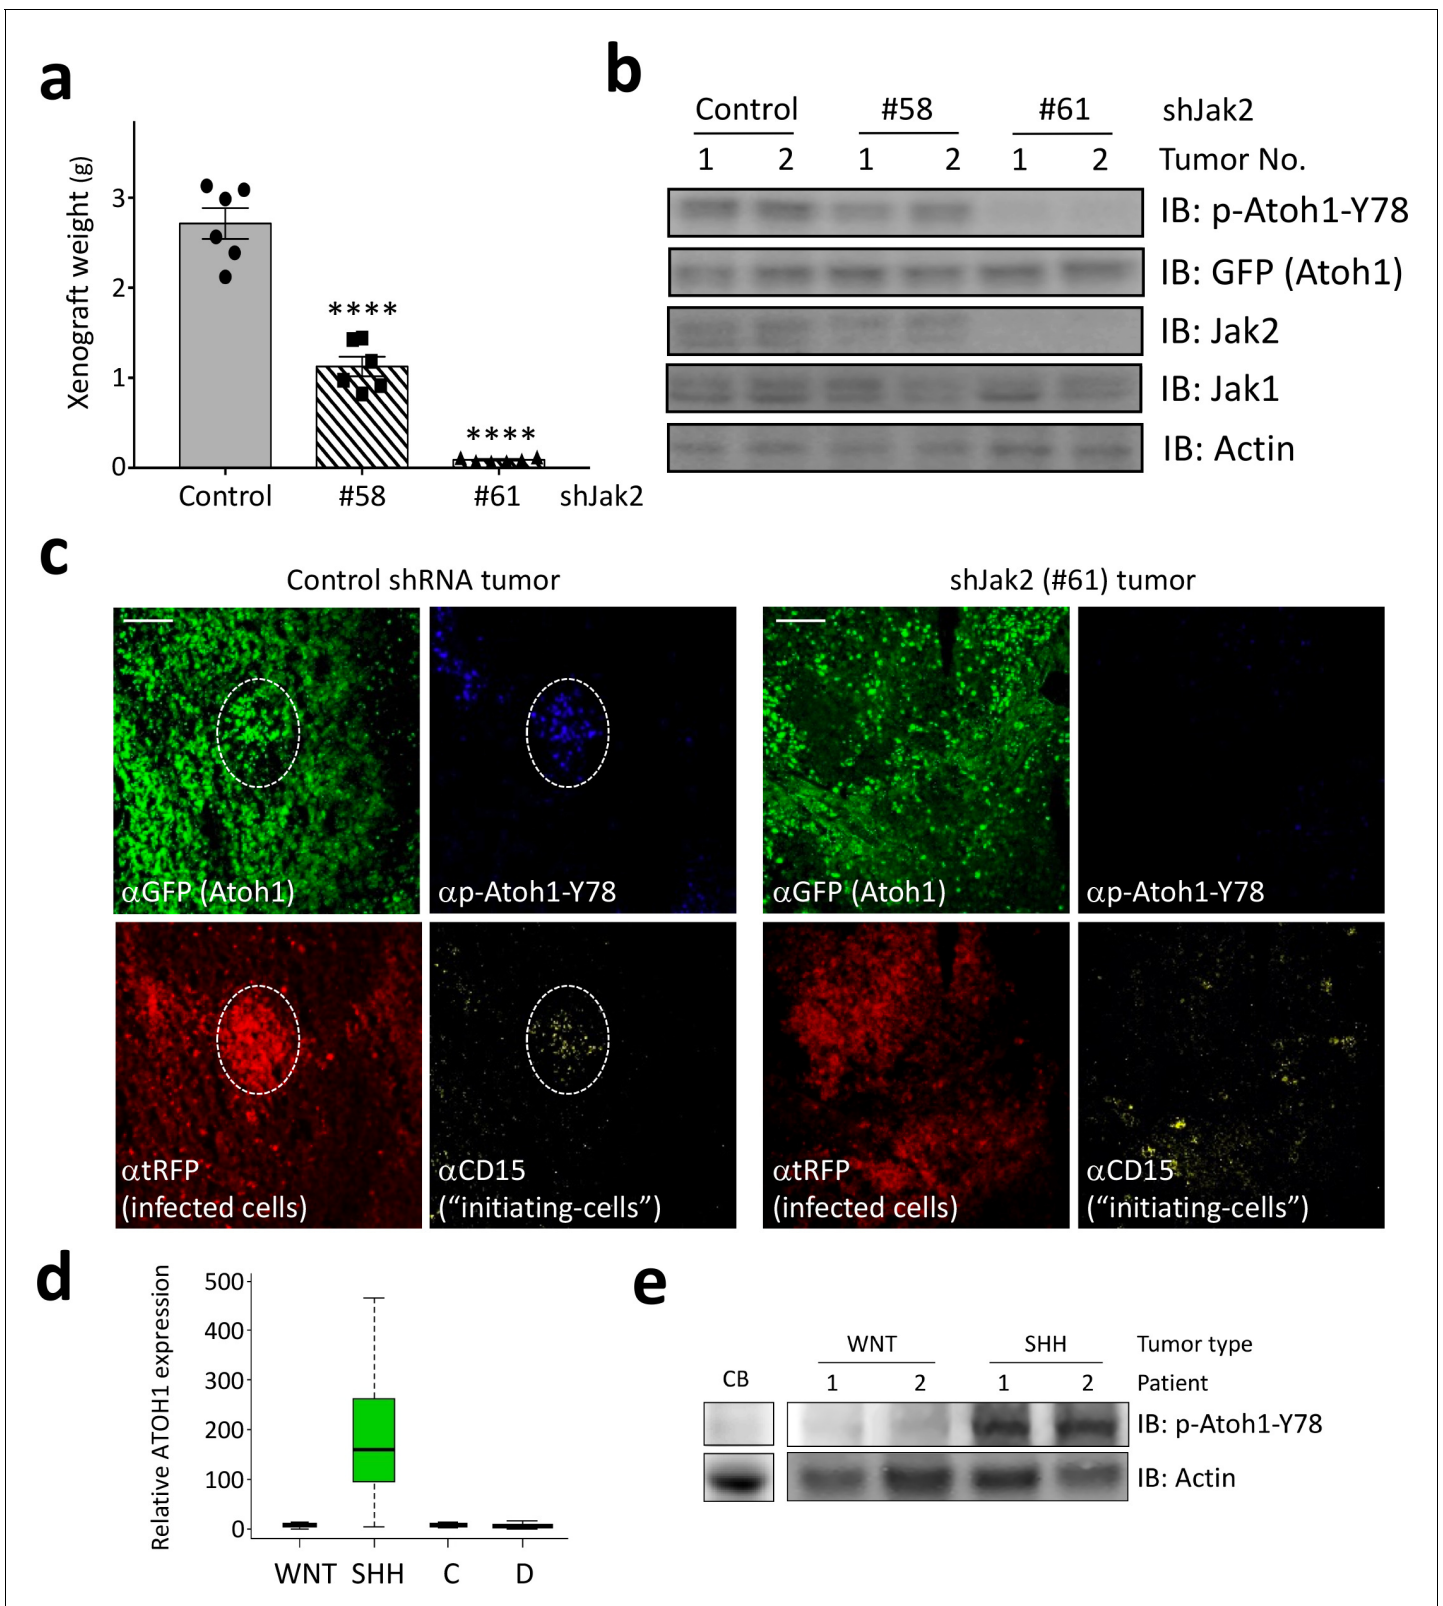 a
Xenograft weight (g)
3
2
1
0
****
****
Control #58 #61 shJak2
b
Control #58 #61 shJak2
1 2 1 2 1 2 Tumor No.
IB: p-Atoh1-Y78
IB: GFP (Atoh1)
IB: Jak2
IB: Jak1
IB: Actin
c
Control shRNA tumor
shJak2 (#61) tumor
αGFP (Atoh1)
αp-Atoh1-Y78
αGFP (Atoh1)
αp-Atoh1-Y78
αtRFP
(infected cells)
αCD15
(“initiating-cells”)
αtRFP
(infected cells)
αCD15
(“initiating-cells”)
d
Relative ATOH1 expression
500
400
300
200
100
0
WNT SHH C D
e
WNT SHH Tumor type
CB 1 2 1 2 Patient
IB: p-Atoh1-Y78
IB: Actin